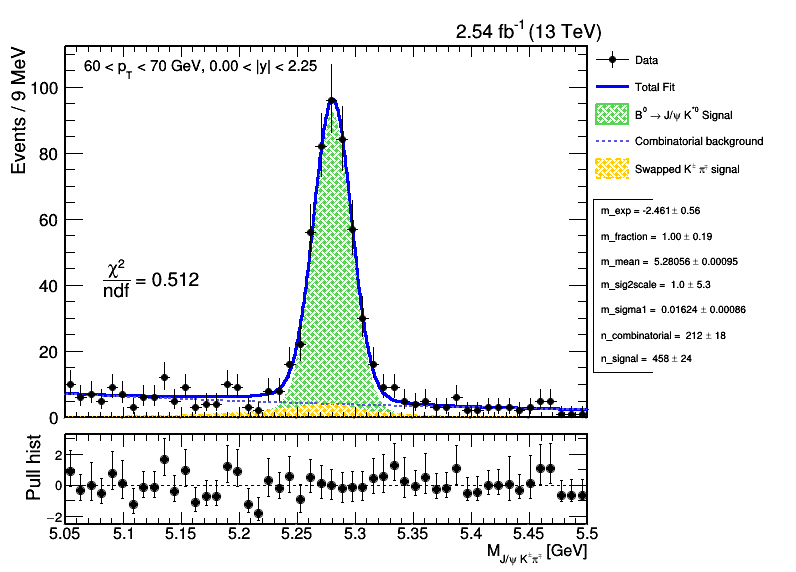 2.54 fb⁻¹ (13 TeV)
60 < p_T < 70 GeV, 0.00 < |y| < 2.25
Events / 9 MeV
100
80
60
40
20
0
χ²/ndf = 0.512
Data
Total Fit
B⁰ → J/ψ K*⁰ Signal
Combinatorial background
Swapped K± π∓ signal
m_exp = -2.461 ± 0.56
m_fraction = 1.00 ± 0.19
m_mean = 5.28056 ± 0.00095
m_sig2scale = 1.0 ± 5.3
m_sigma1 = 0.01624 ± 0.00086
n_combinatorial = 212 ± 18
n_signal = 458 ± 24
Pull hist
2
0
−2
5.05 5.1 5.15 5.2 5.25 5.3 5.35 5.4 5.45 5.5
M_J/ψ K± π∓ [GeV]